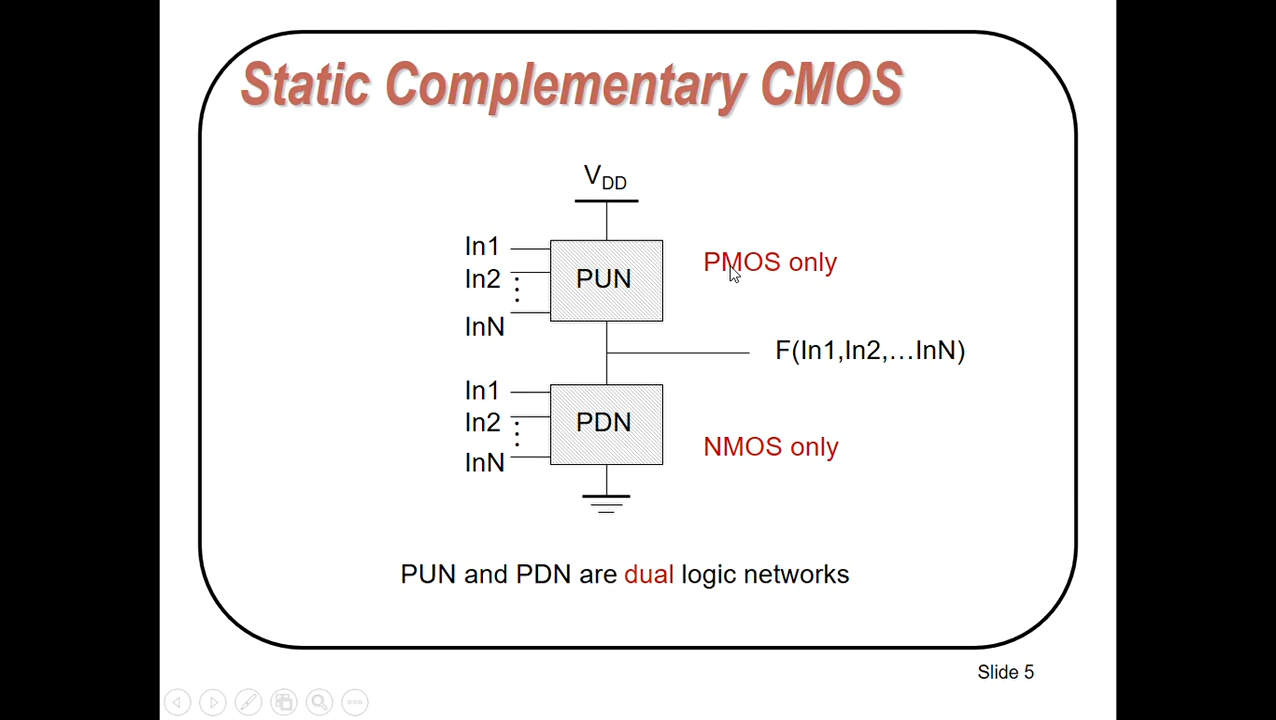 Static Complementary CMOS
VDD
In1
In2
InN
PUN
PMOS only
F(In1,In2,…InN)
In1
In2
InN
PDN
NMOS only
PUN and PDN are dual logic networks
Slide 5